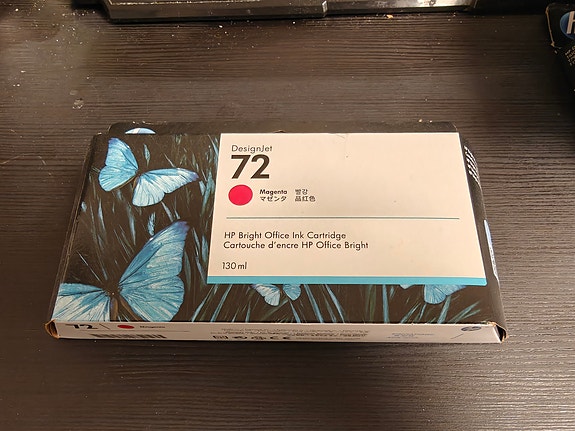 DesignJet
72
Magenta 빨강
マゼンタ 品红色
HP Bright Office Ink Cartridge
Cartouche d'encre HP Office Bright
130 ml
72 Magenta